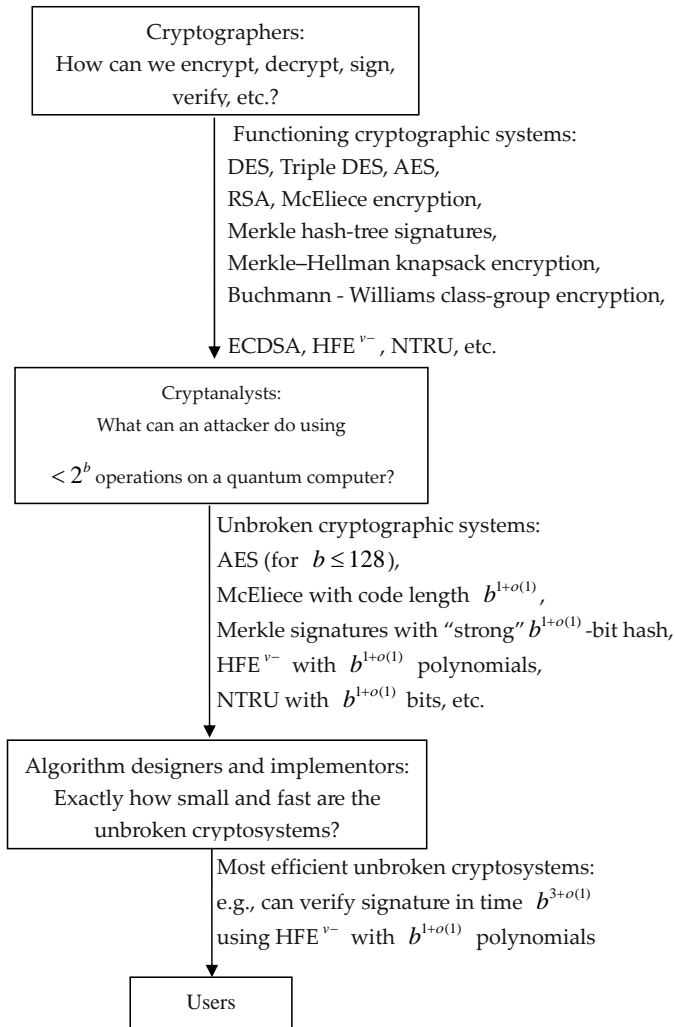 Cryptographers:
How can we encrypt, decrypt, sign,
verify, etc.?
Functioning cryptographic systems:
DES, Triple DES, AES,
RSA, McEliece encryption,
Merkle hash-tree signatures,
Merkle–Hellman knapsack encryption,
Buchmann - Williams class-group encryption,
ECDSA, HFE^{v−}, NTRU, etc.
Cryptanalysts:
What can an attacker do using
< 2^b operations on a quantum computer?
Unbroken cryptographic systems:
AES (for b ≤ 128),
McEliece with code length b^{1+o(1)},
Merkle signatures with “strong” b^{1+o(1)}-bit hash,
HFE^{v−} with b^{1+o(1)} polynomials,
NTRU with b^{1+o(1)} bits, etc.
Algorithm designers and implementors:
Exactly how small and fast are the
unbroken cryptosystems?
Most efficient unbroken cryptosystems:
e.g., can verify signature in time b^{3+o(1)}
using HFE^{v−} with b^{1+o(1)} polynomials
Users